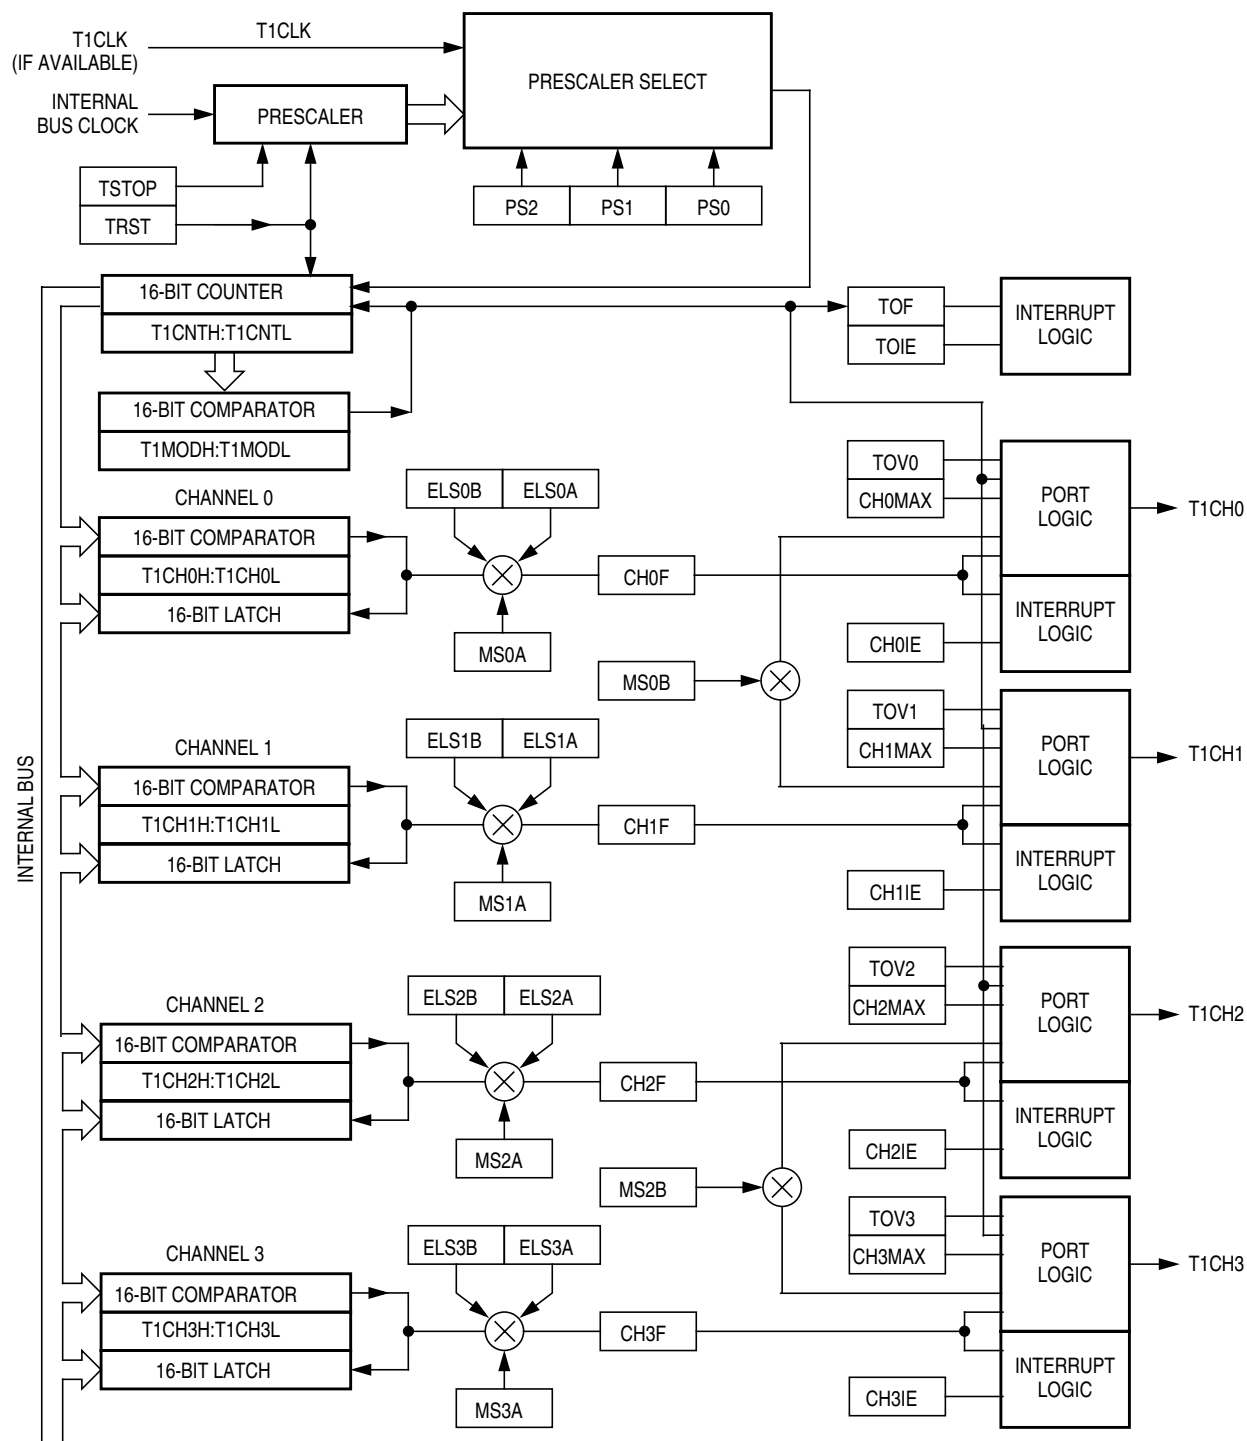 T1CLK
(IF AVAILABLE)
T1CLK
PRESCALER SELECT
INTERNAL
BUS CLOCK
PRESCALER
TSTOP
TRST
PS2
PS1
PS0
16-BIT COUNTER
T1CNTH:T1CNTL
TOF
TOIE
INTERRUPT
LOGIC
16-BIT COMPARATOR
T1MODH:T1MODL
INTERNAL BUS
CHANNEL 0
16-BIT COMPARATOR
T1CH0H:T1CH0L
16-BIT LATCH
ELS0B
ELS0A
MS0A
CH0F
TOV0
CH0MAX
PORT
LOGIC
T1CH0
INTERRUPT
LOGIC
CH0IE
MS0B
CHANNEL 1
16-BIT COMPARATOR
T1CH1H:T1CH1L
16-BIT LATCH
ELS1B
ELS1A
MS1A
CH1F
TOV1
CH1MAX
PORT
LOGIC
T1CH1
INTERRUPT
LOGIC
CH1IE
CHANNEL 2
16-BIT COMPARATOR
T1CH2H:T1CH2L
16-BIT LATCH
ELS2B
ELS2A
MS2A
CH2F
TOV2
CH2MAX
PORT
LOGIC
T1CH2
INTERRUPT
LOGIC
CH2IE
MS2B
CHANNEL 3
16-BIT COMPARATOR
T1CH3H:T1CH3L
16-BIT LATCH
ELS3B
ELS3A
MS3A
CH3F
TOV3
CH3MAX
PORT
LOGIC
T1CH3
INTERRUPT
LOGIC
CH3IE